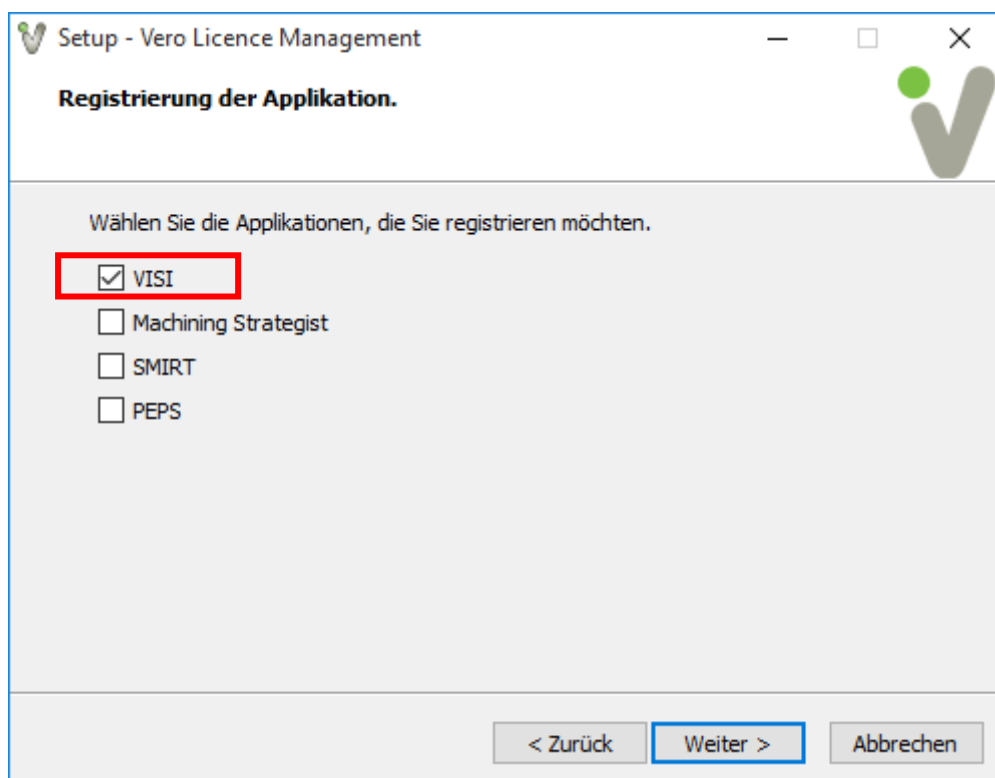 Setup - Vero Licence Management
Registrierung der Applikation.
Wählen Sie die Applikationen, die Sie registrieren möchten.
VISI
Machining Strategist
SMIRT
PEPS
< Zurück
Weiter >
Abbrechen